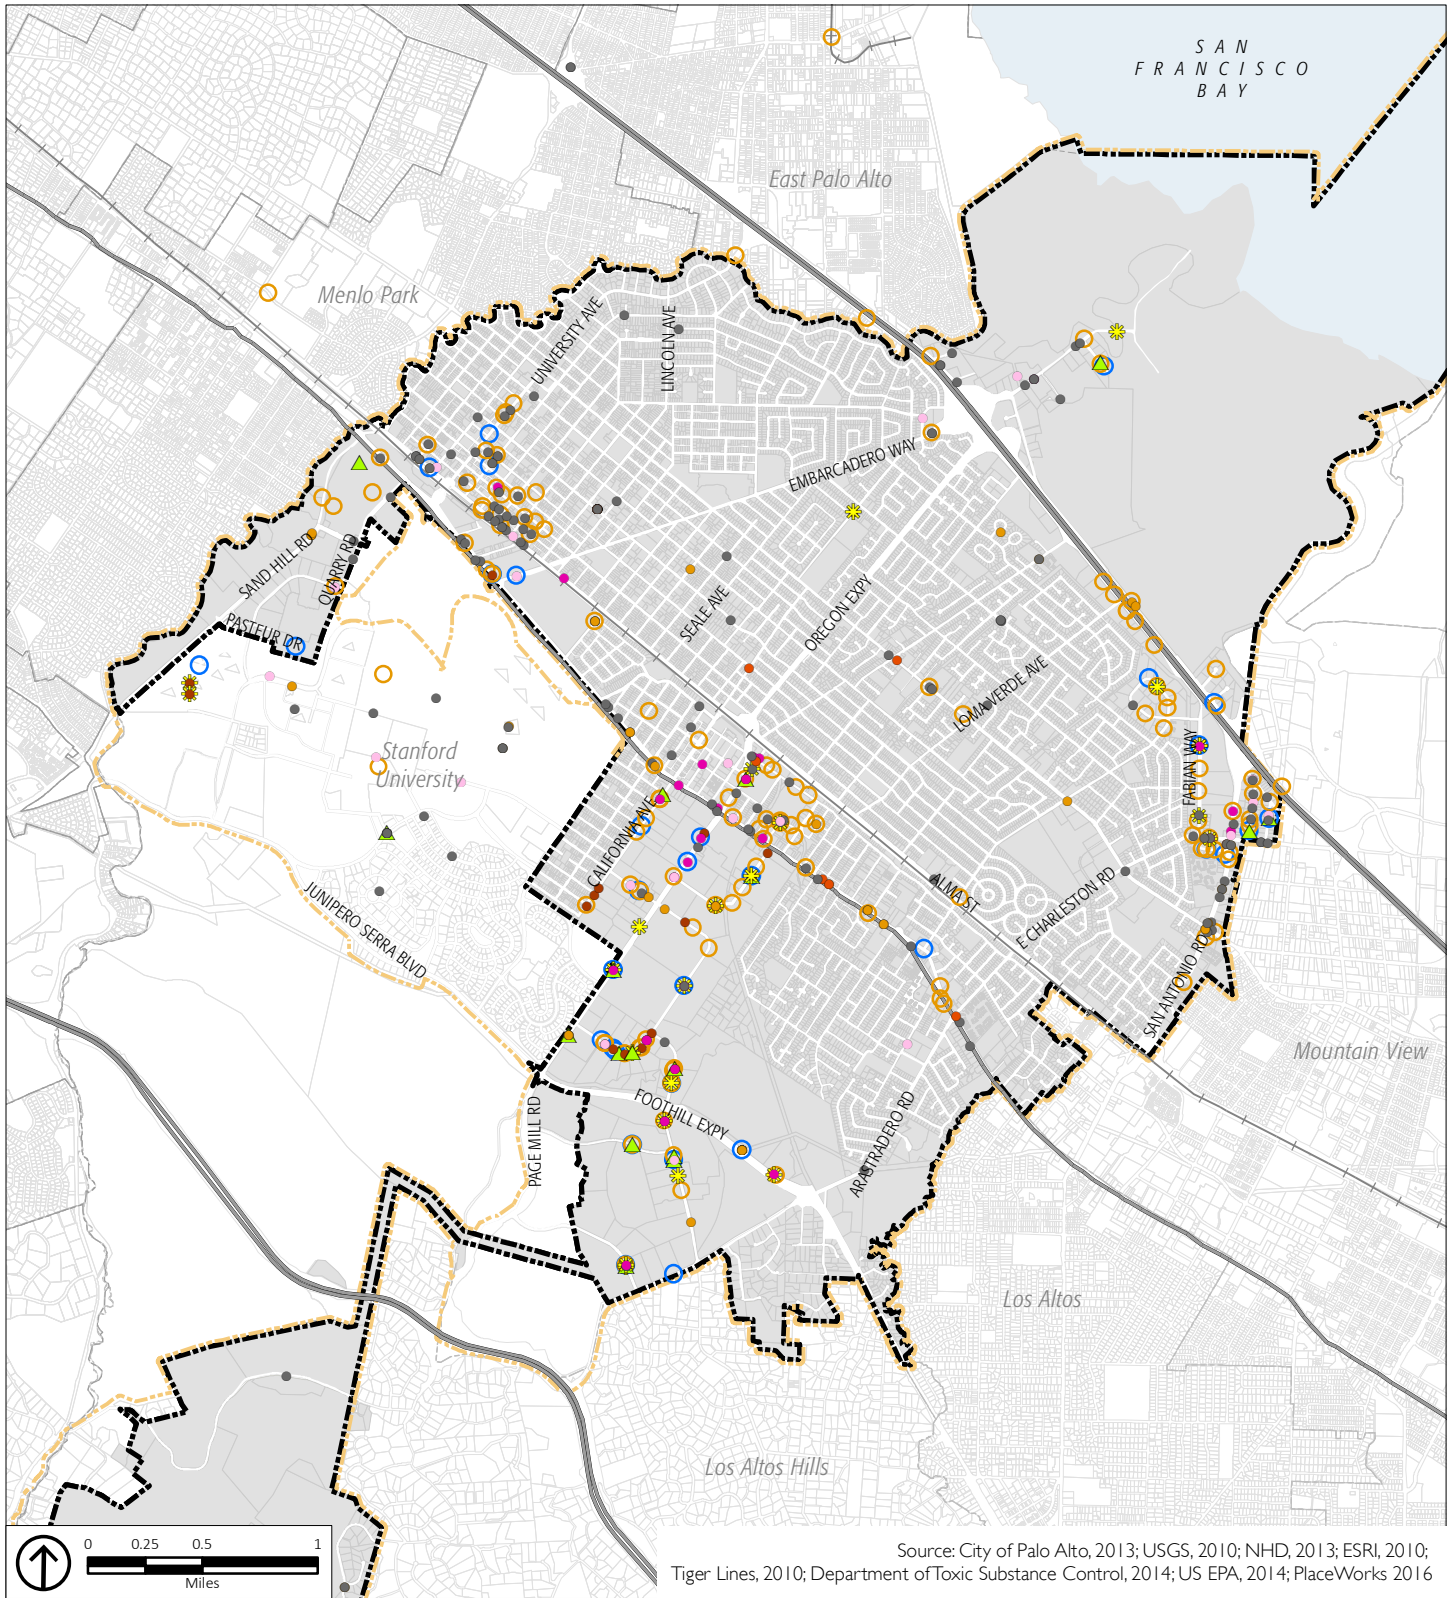 SAN
FRANCISCO
BAY
East Palo Alto
Menlo Park
UNIVERSITY AVE
LINCOLN AVE
EMBARCADERO WAY
SAND HILL RD
QUARRY RD
PASTEUR DR
SEALE AVE
OREGON EXPY
LOMA VERDE AVE
Stanford
University
FABIAN WAY
CALIFORNIA AVE
ALMA ST
E CHARLESTON RD
JUNIPERO SERRA BLVD
SAN ANTONIO RD
Mountain View
PAGE MILL RD
FOOTHILL EXPY
ARASTRADERO RD
Los Altos
Los Altos Hills
0 0.25 0.5 1
Miles
Source: City of Palo Alto, 2013; USGS, 2010; NHD, 2013; ESRI, 2010;
Tiger Lines, 2010; Department of Toxic Substance Control, 2014; US EPA, 2014; PlaceWorks 2016